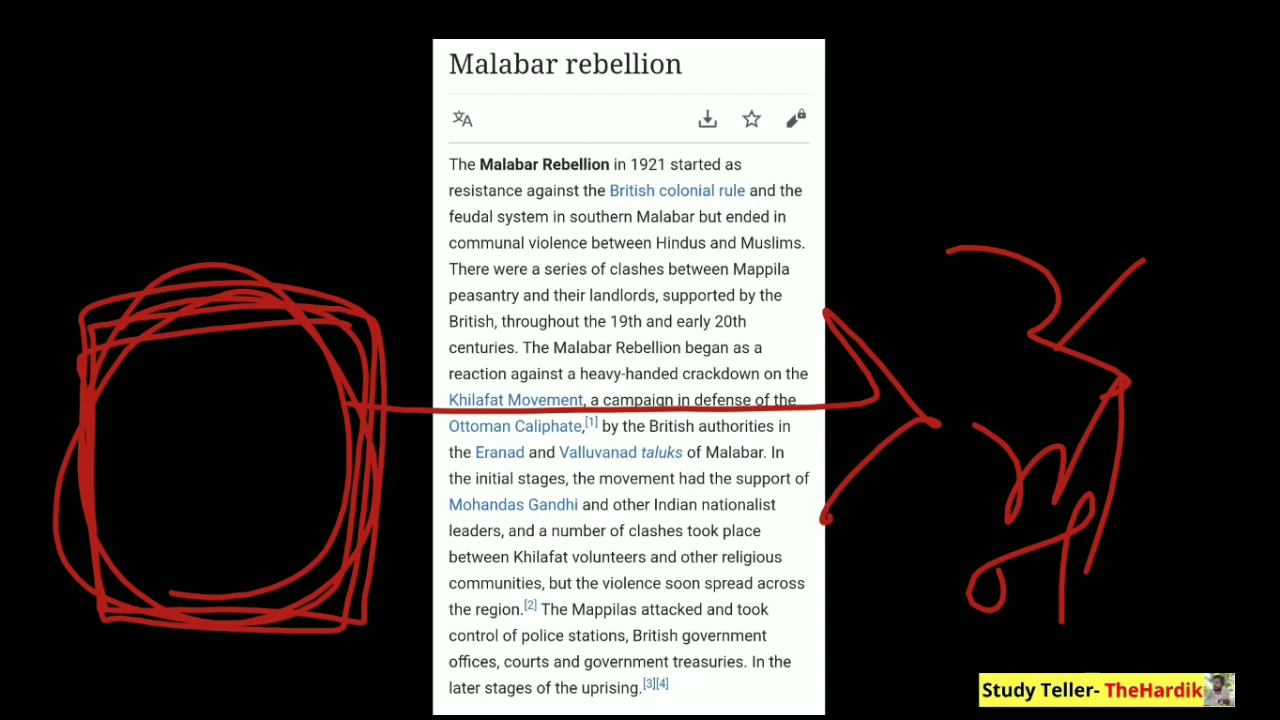 Malabar rebellion
The Malabar Rebellion in 1921 started as
resistance against the British colonial rule and the
feudal system in southern Malabar but ended in
communal violence between Hindus and Muslims.
There were a series of clashes between Mappila
peasantry and their landlords, supported by the
British, throughout the 19th and early 20th
centuries. The Malabar Rebellion began as a
reaction against a heavy-handed crackdown on the
Khilafat Movement, a campaign in defense of the
Ottoman Caliphate,[1] by the British authorities in
the Eranad and Valluvanad taluks of Malabar. In
the initial stages, the movement had the support of
Mohandas Gandhi and other Indian nationalist
leaders, and a number of clashes took place
between Khilafat volunteers and other religious
communities, but the violence soon spread across
the region.[2] The Mappilas attacked and took
control of police stations, British government
offices, courts and government treasuries. In the
later stages of the uprising.[3][4]
Study Teller- TheHardik